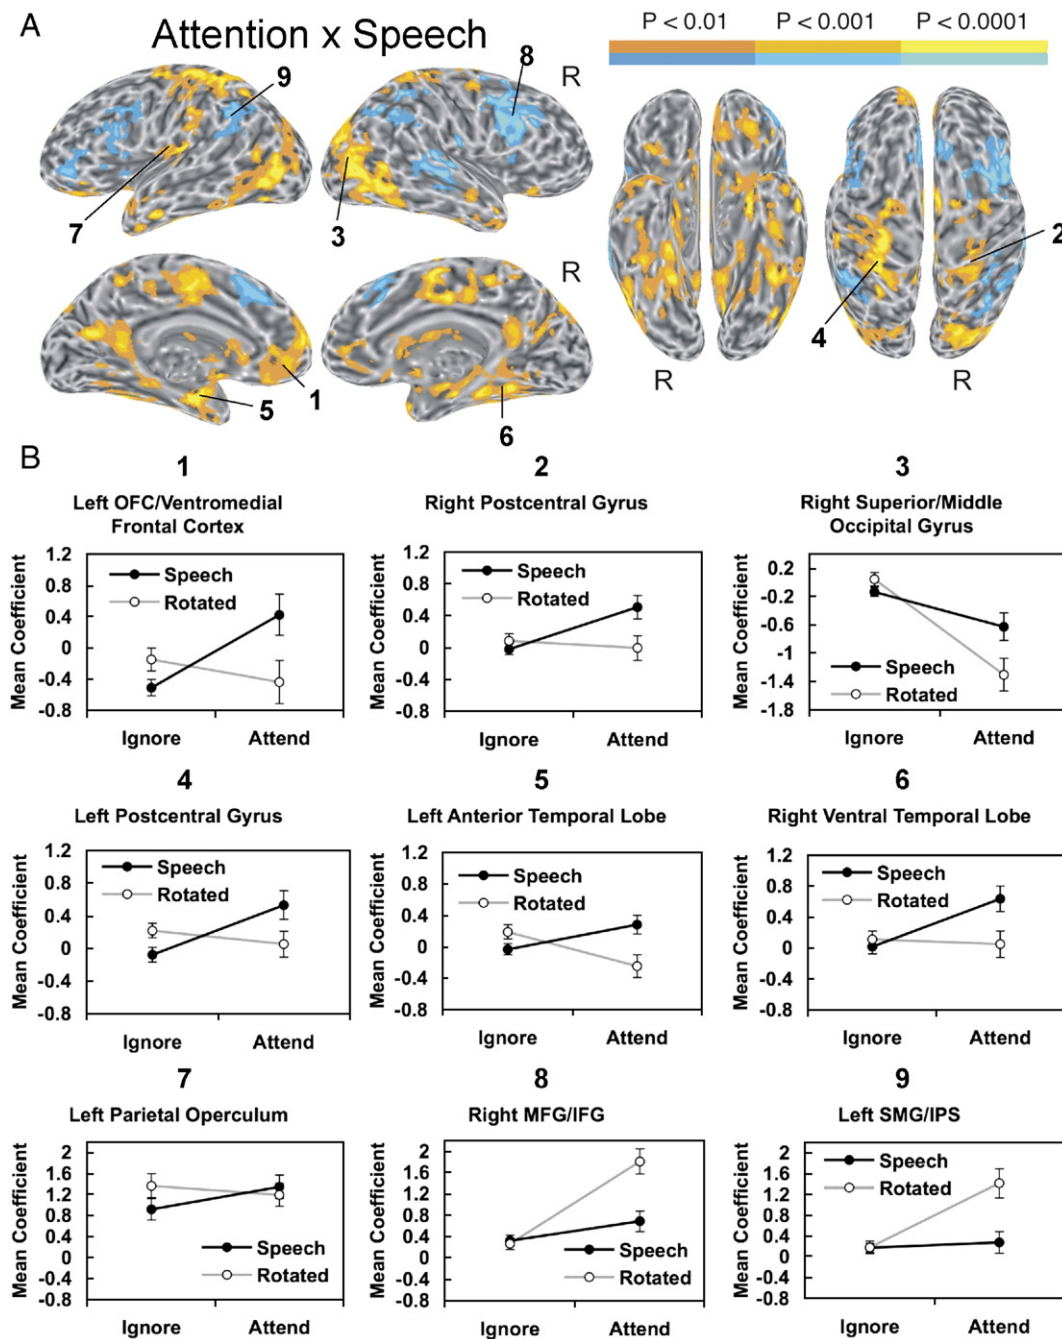 A
Attention x Speech
P < 0.01 P < 0.001 P < 0.0001
9
8
R
7
3
2
4
R
5
1
6
R
R
B
1
Left OFC/Ventromedial
Frontal Cortex
Mean Coefficient
1.2
0.8
0.4
0
-0.4
-0.8
Speech
Rotated
Ignore Attend
2
Right Postcentral Gyrus
Mean Coefficient
1.2
0.8
0.4
0
-0.4
-0.8
Speech
Rotated
Ignore Attend
3
Right Superior/Middle
Occipital Gyrus
Mean Coefficient
0.2
-0.2
-0.6
-1
-1.4
-1.8
Speech
Rotated
Ignore Attend
4
Left Postcentral Gyrus
Mean Coefficient
1.2
0.8
0.4
0
-0.4
-0.8
Speech
Rotated
Ignore Attend
5
Left Anterior Temporal Lobe
Mean Coefficient
1.2
0.8
0.4
0
-0.4
-0.8
Speech
Rotated
Ignore Attend
6
Right Ventral Temporal Lobe
Mean Coefficient
1.2
0.8
0.4
0
-0.4
-0.8
Speech
Rotated
Ignore Attend
7
Left Parietal Operculum
Mean Coefficient
2
1.6
1.2
0.8
0.4
0
-0.4
-0.8
Speech
Rotated
Ignore Attend
8
Right MFG/IFG
Mean Coefficient
2
1.6
1.2
0.8
0.4
0
-0.4
-0.8
Speech
Rotated
Ignore Attend
9
Left SMG/IPS
Mean Coefficient
2
1.6
1.2
0.8
0.4
0
-0.4
-0.8
Speech
Rotated
Ignore Attend